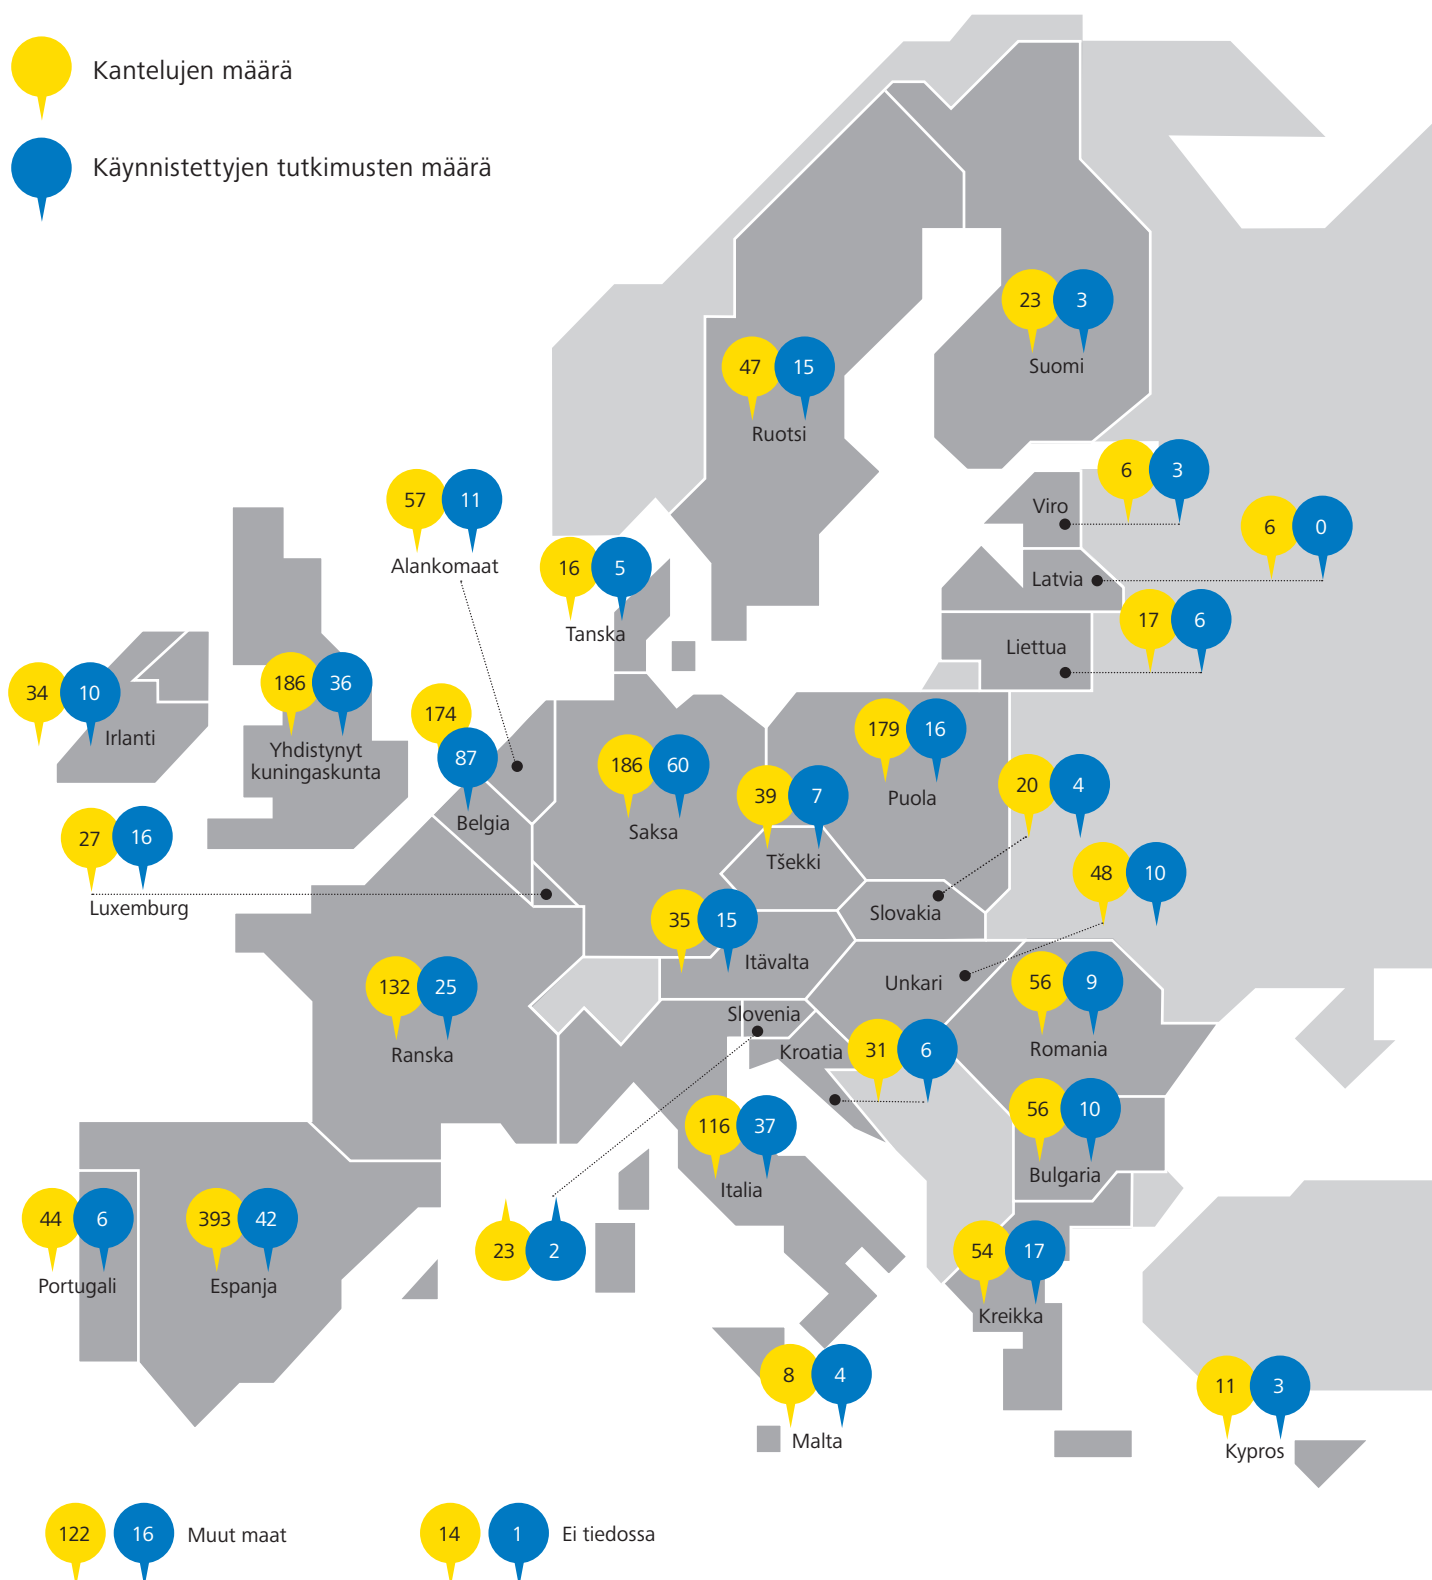 Kantelujen määrä
Käynnistettyjen tutkimusten määrä
23 3
Suomi
47 15
Ruotsi
6 3
Viro
57 11
Alankomaat
6 0
Latvia
16 5
Tanska
17 6
Liettua
34 10
Irlanti
186 36
Yhdistynyt
kuningaskunta
174
87
Belgia
186 60
Saksa
179 16
Puola
39 7
Tšekki
20 4
Slovakia
27 16
Luxemburg
48 10
Unkari
35 15
Itävalta
132 25
Ranska
56 9
Romania
Slovenia
Kroatia
31 6
56 10
Bulgaria
116 37
Italia
44 6
Portugali
393 42
Espanja
23 2
54 17
Kreikka
8 4
Malta
11 3
Kypros
122 16 Muut maat
14 1 Ei tiedossa